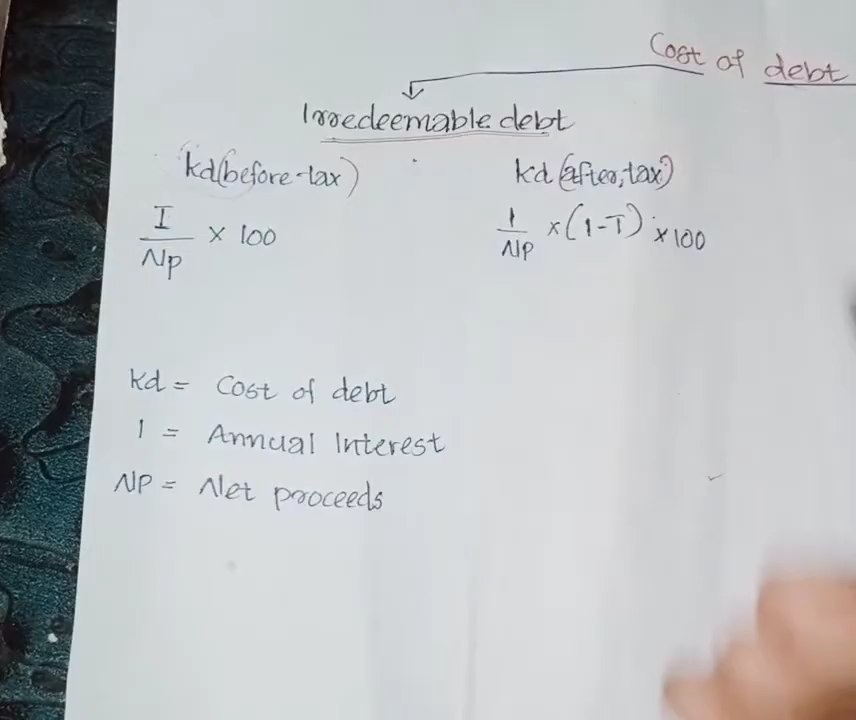 Cost of debt
Irredeemable debt
kd(before-tax) kd (after, tax)
I/NP × 100 I/NP × (1-T) × 100
kd = Cost of debt
I = Annual Interest
NP = Net proceeds